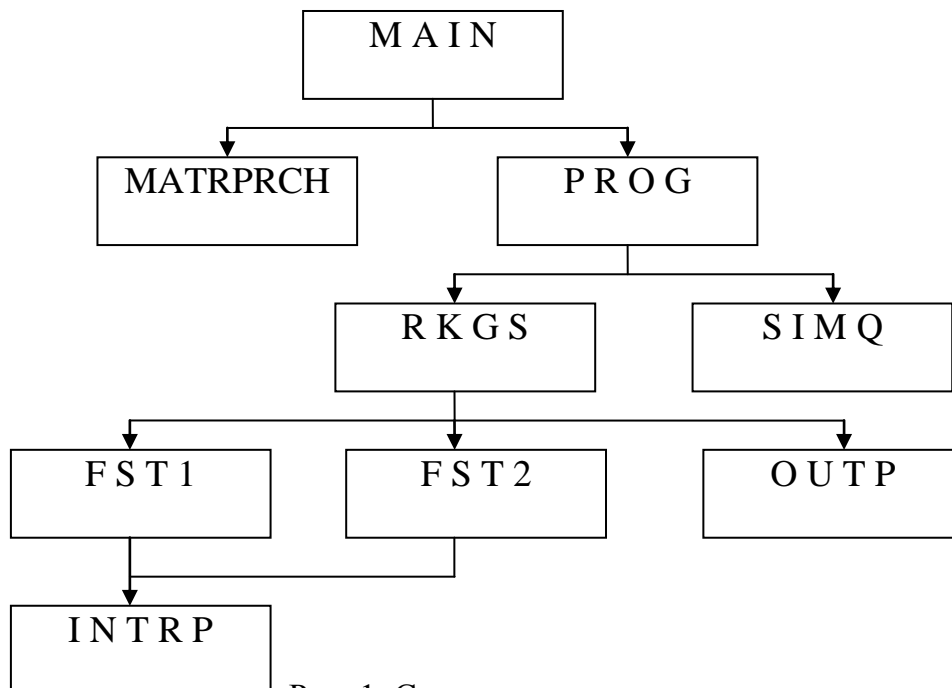 M A I N
MATRPRCH
P R O G
R K G S
S I M Q
F S T 1
F S T 2
O U T P
I N T R P